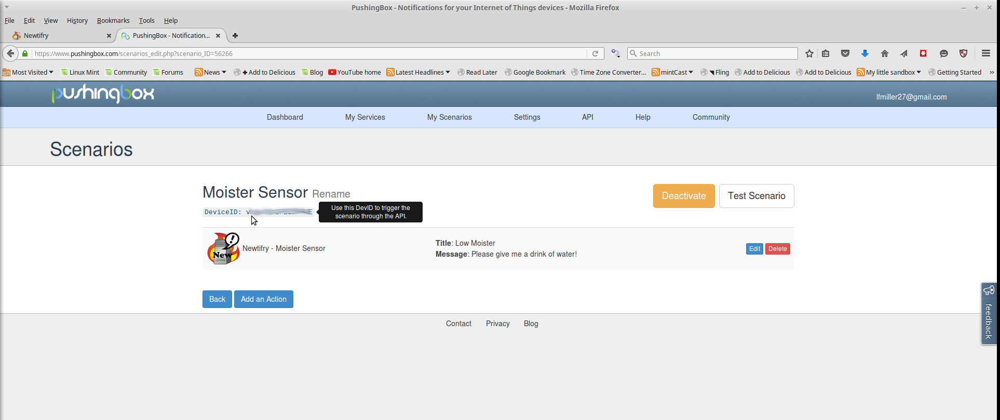 PushingBox - Notifications for your Internet of Things devices - Mozilla Firefox
File Edit View History Bookmarks Tools Help
Newtifry PushingBox - Notification...
https://www.pushingbox.com/scenarios_edit.php?scenario_ID=56266 Search
Most Visited Linux Mint Community Forums News + Add to Delicious Blog YouTube home Latest Headlines Read Later Google Bookmark Time Zone Converter... mintCast Fling Add to Delicious Add to Delicious My little sandbox Getting Started »
pushingbox
lfmiller27@gmail.com
Dashboard My Services My Scenarios Settings API Help Community
Scenarios
Moister Sensor Rename
Deactivate Test Scenario
DeviceID:
Use this DevID to trigger the
scenario through the API.
New
Newtifry - Moister Sensor
Title: Low Moister
Message: Please give me a drink of water!
Edit Delete
Back Add an Action
feedback
Contact Privacy Blog